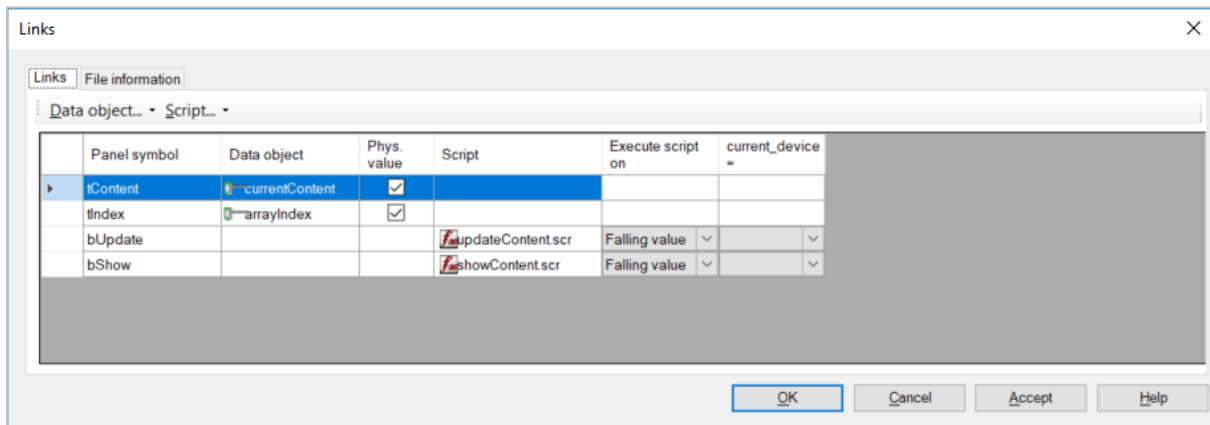 Links
Links File information
Data object... Script...
Panel symbol Data object Phys. value Script Execute script on current_device =
tContent currentContent
tIndex arrayIndex
bUpdate updateContent.scr Falling value
bShow showContent.scr Falling value
OK Cancel Accept Help